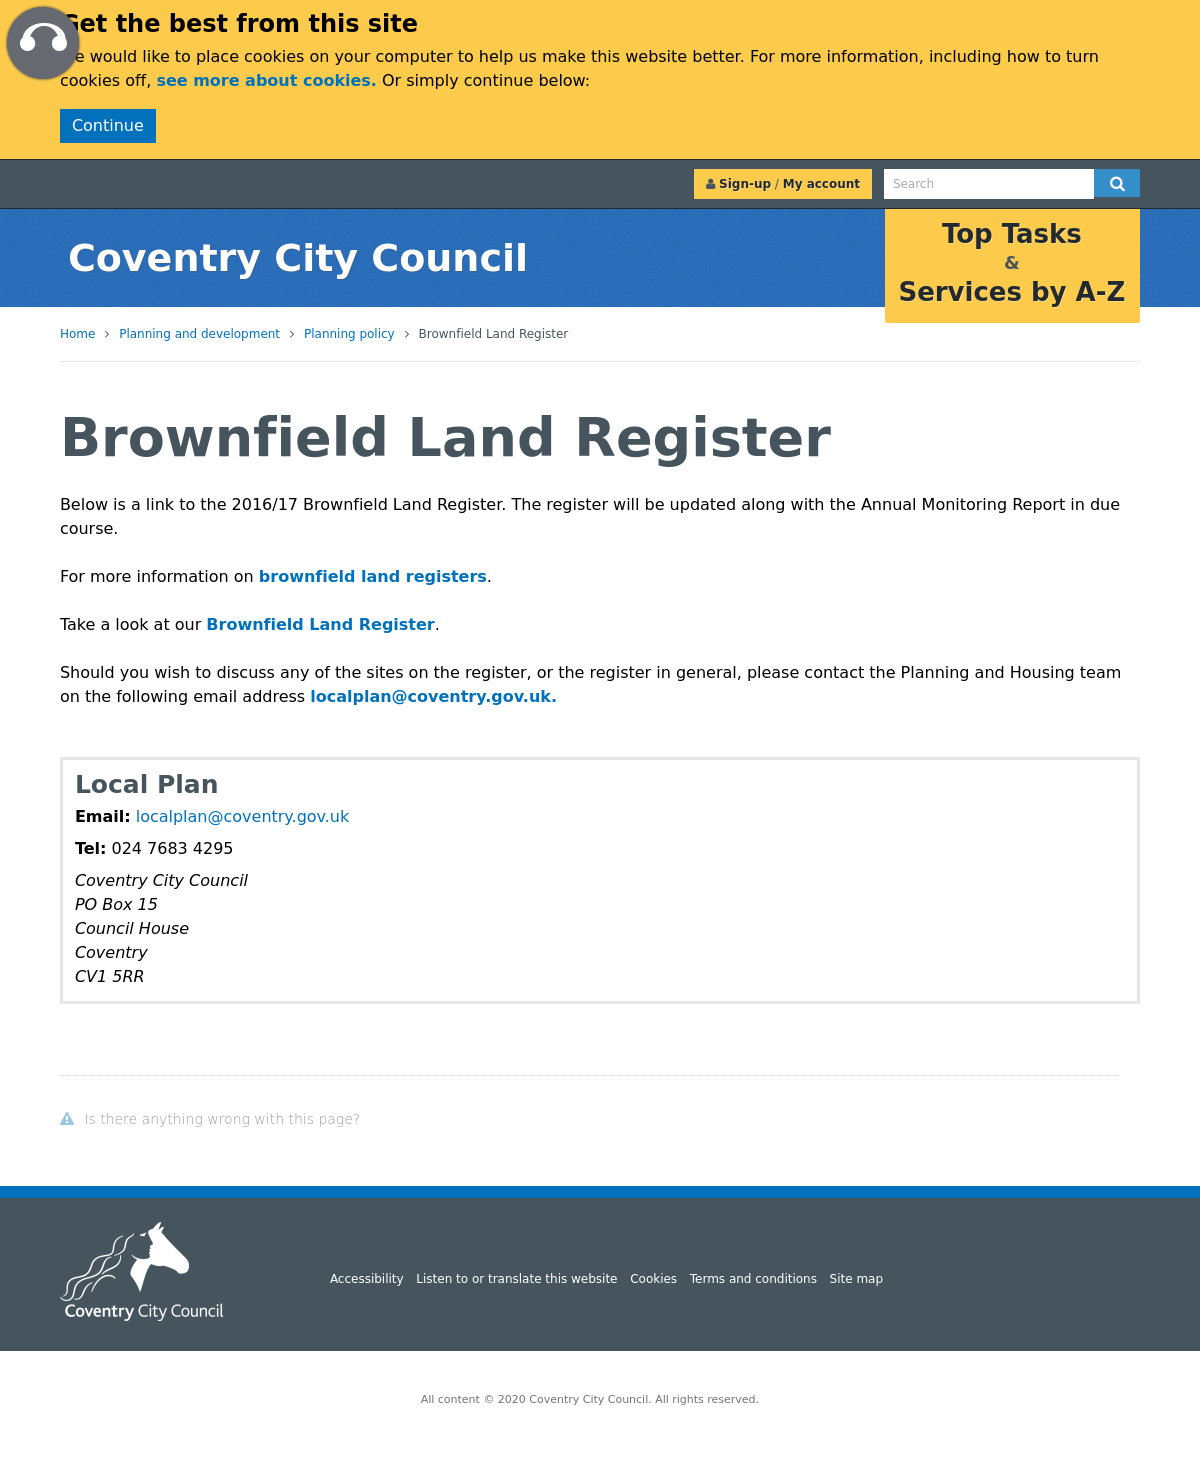 Get the best from this site
We would like to place cookies on your computer to help us make this website better. For more information, including how to turn
cookies off, see more about cookies. Or simply continue below:
Continue
Sign-up / My account
Search
Coventry City Council
Top Tasks
&
Services by A-Z
Home > Planning and development > Planning policy > Brownfield Land Register
Brownfield Land Register
Below is a link to the 2016/17 Brownfield Land Register. The register will be updated along with the Annual Monitoring Report in due
course.
For more information on brownfield land registers.
Take a look at our Brownfield Land Register.
Should you wish to discuss any of the sites on the register, or the register in general, please contact the Planning and Housing team
on the following email address localplan@coventry.gov.uk.
Local Plan
Email: localplan@coventry.gov.uk
Tel: 024 7683 4295
Coventry City Council
PO Box 15
Council House
Coventry
CV1 5RR
Is there anything wrong with this page?
Accessibility Listen to or translate this website Cookies Terms and conditions Site map
Coventry City Council
All content © 2020 Coventry City Council. All rights reserved.